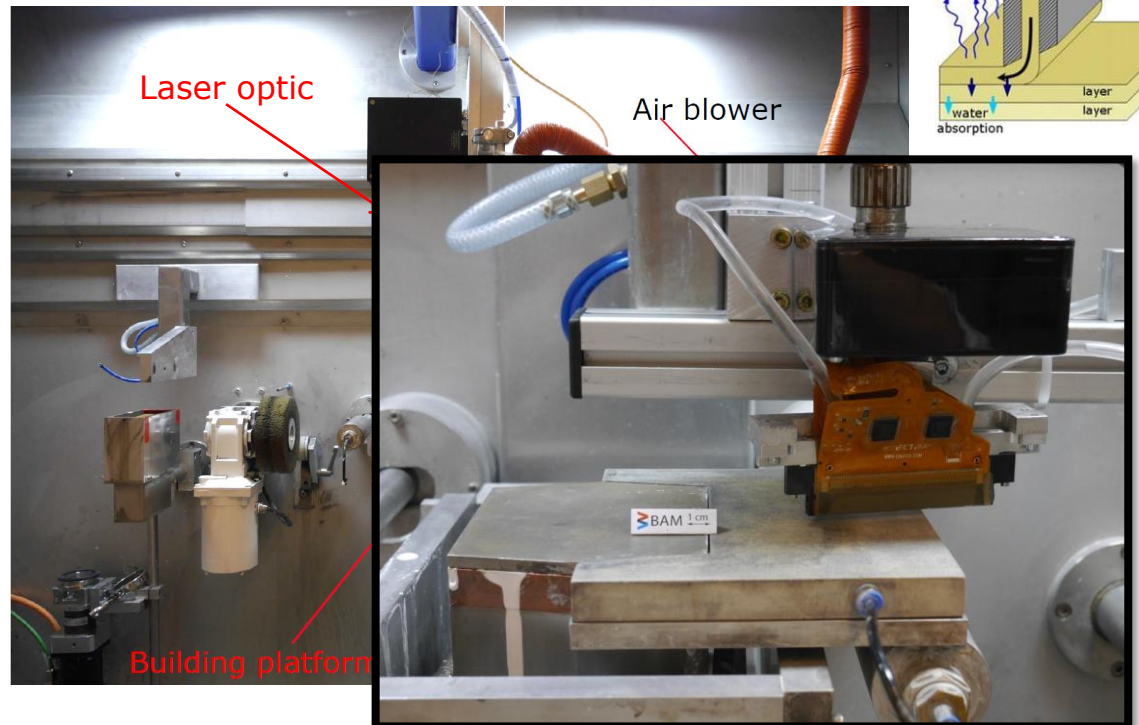 Laser optic
Air blower
layer
layer
water
absorption
BAM 1 cm
Building platform